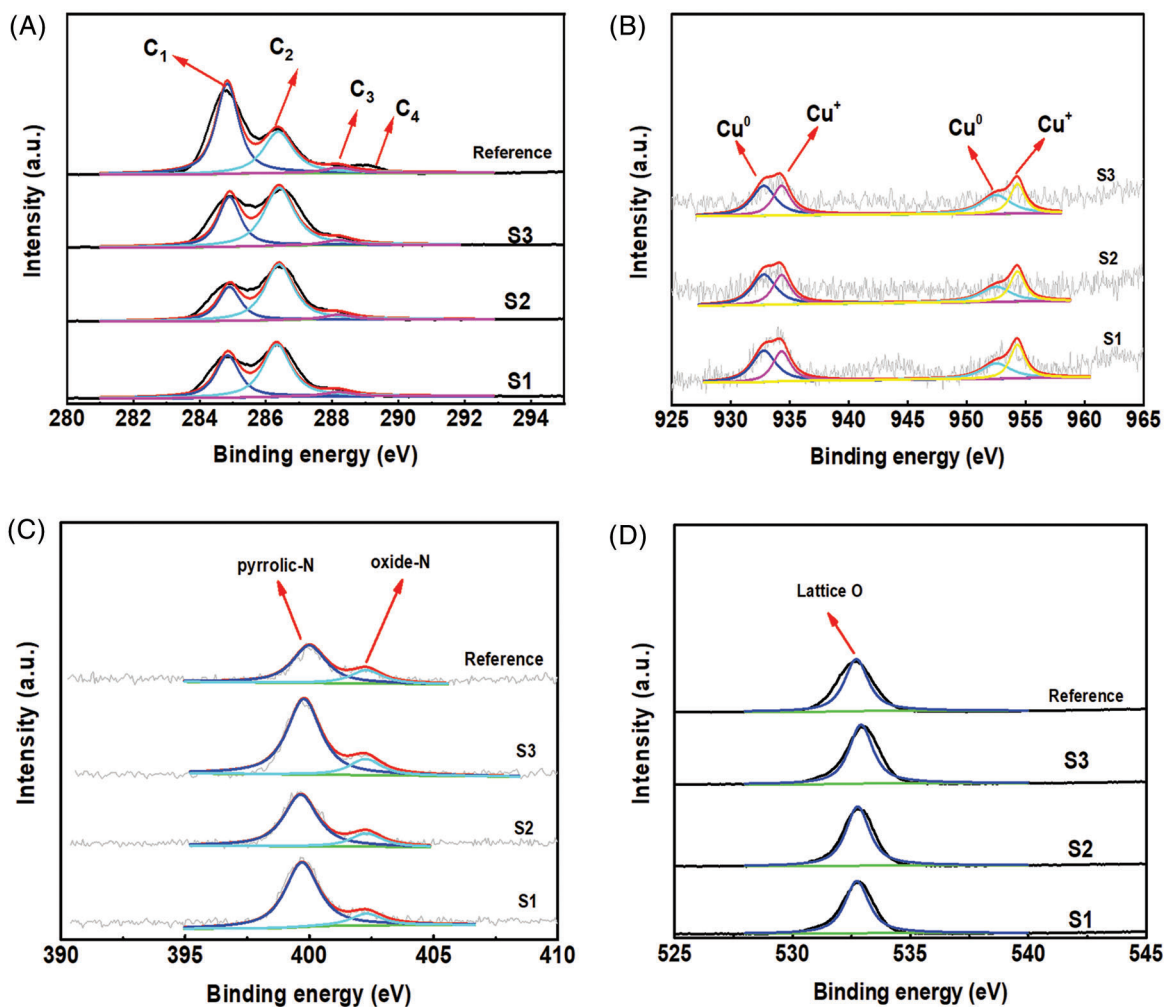 (A)
C1
C2
C3
C4
Reference
S3
S2
S1
Intensity (a.u.)
280 282 284 286 288 290 292 294
Binding energy (eV)
(B)
Cu0
Cu+
Cu0
Cu+
S3
S2
S1
Intensity (a.u.)
925 930 935 940 945 950 955 960 965
Binding energy (eV)
(C)
pyrrolic-N
oxide-N
Reference
S3
S2
S1
Intensity (a.u.)
390 395 400 405 410
Binding energy (eV)
(D)
Lattice O
Reference
S3
S2
S1
Intensity (a.u.)
525 530 535 540 545
Binding energy (eV)